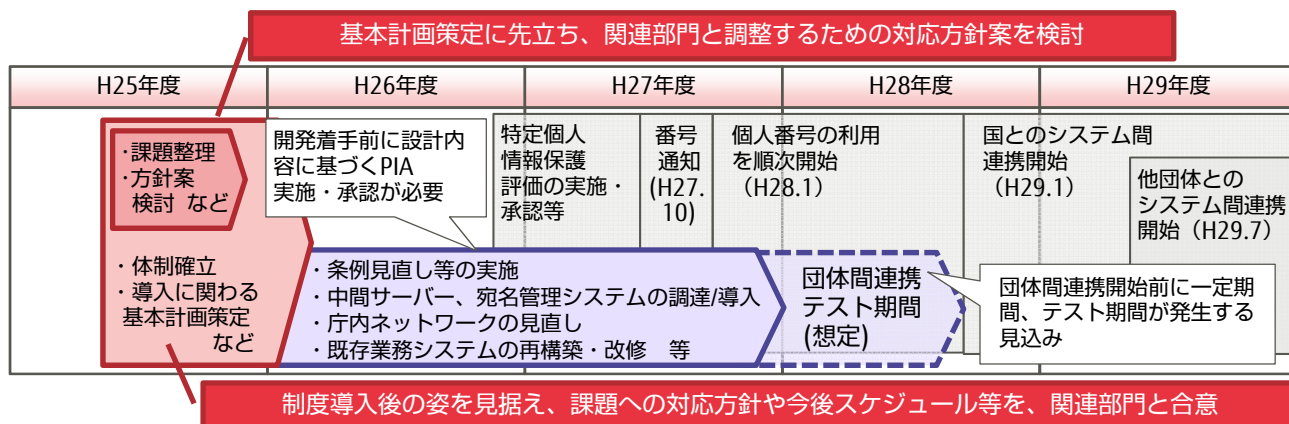 基本計画策定に先立ち、関連部門と調整するための対応方針案を検討
H25年度
H26年度
H27年度
H28年度
H29年度
・課題整理
・方針案
検討 など
・体制確立
・導入に関わる
基本計画策定
など
開発着手前に設計内
容に基づくPIA
実施・承認が必要
特定個人
情報保護
評価の実施・
承認等
番号
通知
(H27.
10)
個人番号の利用
を順次開始
（H28.1）
国とのシステム間
連携開始
（H29.1）
他団体との
システム間連携
開始（H29.7）
・条例見直し等の実施
・中間サーバー、宛名管理システムの調達/導入
・庁内ネットワークの見直し
・既存業務システムの再構築・改修　等
団体間連携
テスト期間
(想定)
団体間連携開始前に一定期
間、テスト期間が発生する
見込み
制度導入後の姿を見据え、課題への対応方針や今後スケジュール等を、関連部門と合意